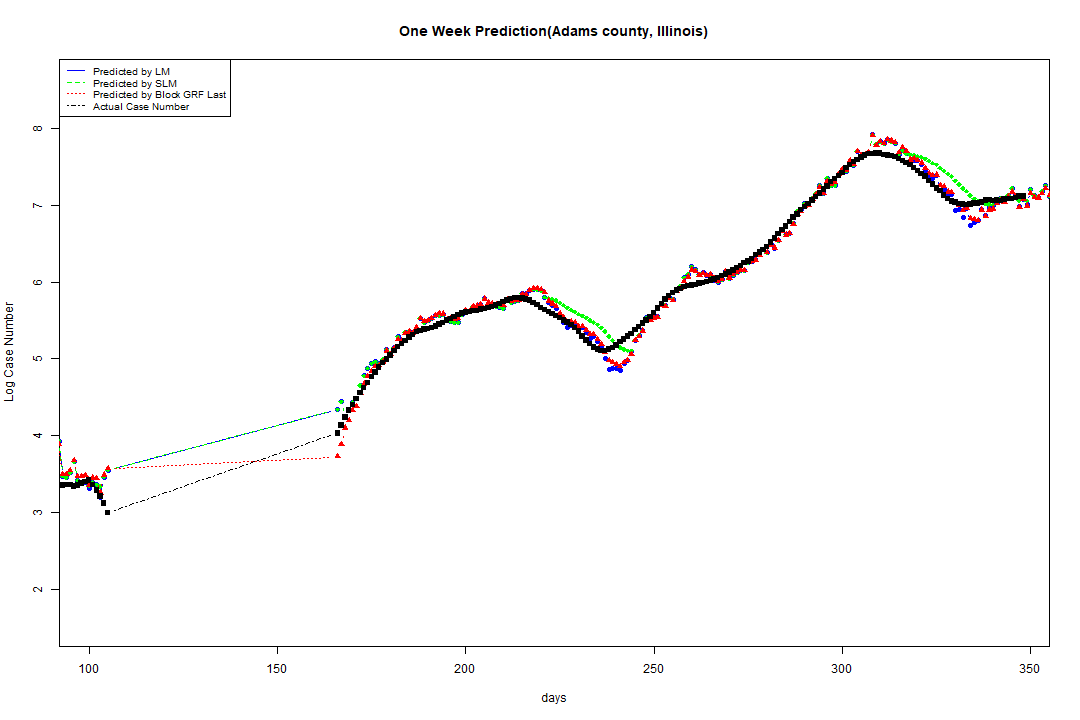 One Week Prediction(Adams county, Illinois)
Predicted by LM
Predicted by SLM
Predicted by Block GRF Last
Actual Case Number
Log Case Number
8
7
6
5
4
3
2
100 150 200 250 300 350
days